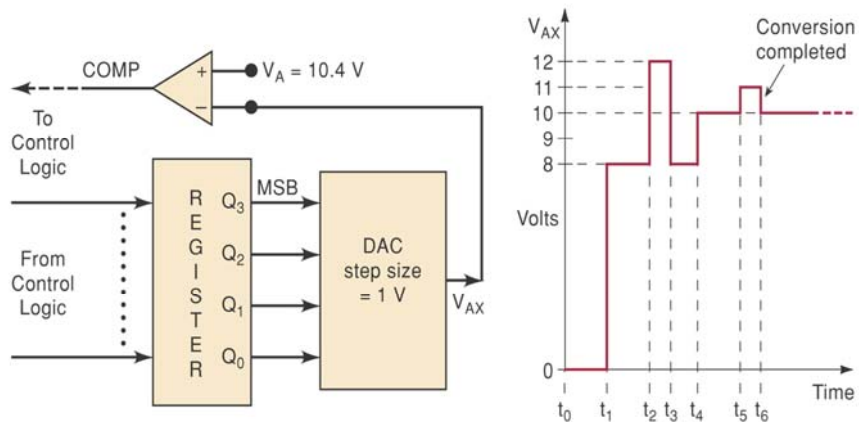 COMP
+
V_A = 10.4 V
−
To
Control
Logic
From
Control
Logic
REGISTER
Q₃
MSB
Q₂
Q₁
Q₀
DAC
step size
= 1 V
V_AX
V_AX
Conversion
completed
12
11
10
9
8
Volts
0
Time
t₀ t₁ t₂ t₃ t₄ t₅ t₆